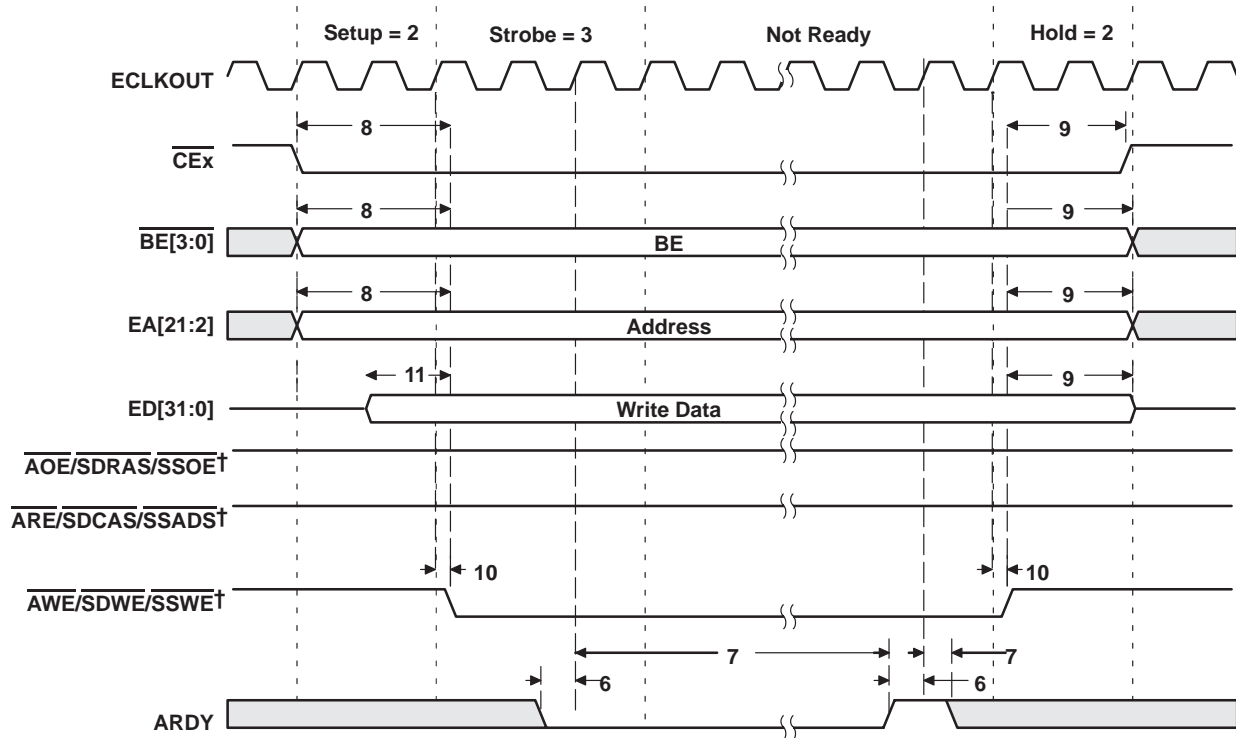 Setup = 2 Strobe = 3 Not Ready Hold = 2
ECLKOUT
8 9
CEx
8 9
BE[3:0] BE
8 9
EA[21:2] Address
11 9
ED[31:0] Write Data
AOE/SDRAS/SSOE†
ARE/SDCAS/SSADS†
10 10
AWE/SDWE/SSWE†
7 7
6 6
ARDY